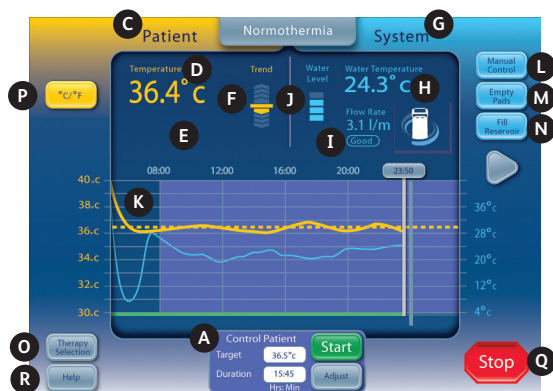 C
Patient
Normothermia
G
System
Temperature
D
36.4°c
E
F
Trend
J
Water
Level
Water Temperature
24.3°c
H
Flow Rate
3.1 l/m
Good
I
P
°C/°F
Manual
Control
L
Empty
Pads
M
Fill
Reservoir
N
08:00
12:00
16:00
20:00
23:50
K
40.c
38.c
36.c
34.c
32.c
30.c
36°c
28°c
20°c
12°c
4°c
O
Therapy
Selection
R
Help
A
Control Patient
Target
36.5°c
Start
Duration
15:45
Hrs: Min
Adjust
Stop
Q